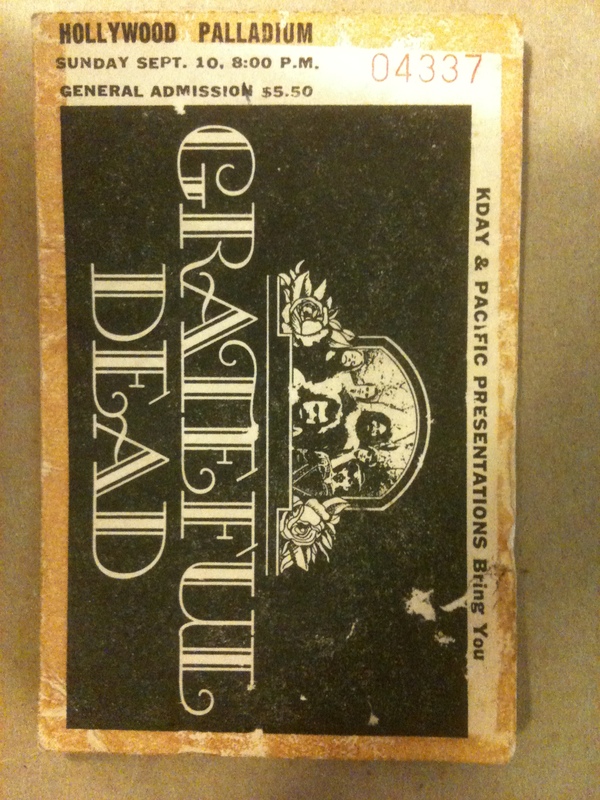 HOLLYWOOD PALLADIUM
SUNDAY SEPT. 10, 8:00 P.M.
GENERAL ADMISSION $5.50
04337
KDAY & PACIFIC PRESENTATIONS Bring You
GRATEFUL
DEAD